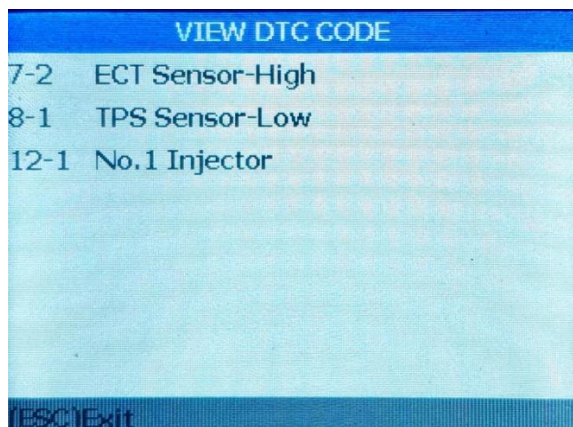 VIEW DTC CODE
7-2 ECT Sensor-High
8-1 TPS Sensor-Low
12-1 No.1 Injector
(ESC)Exit